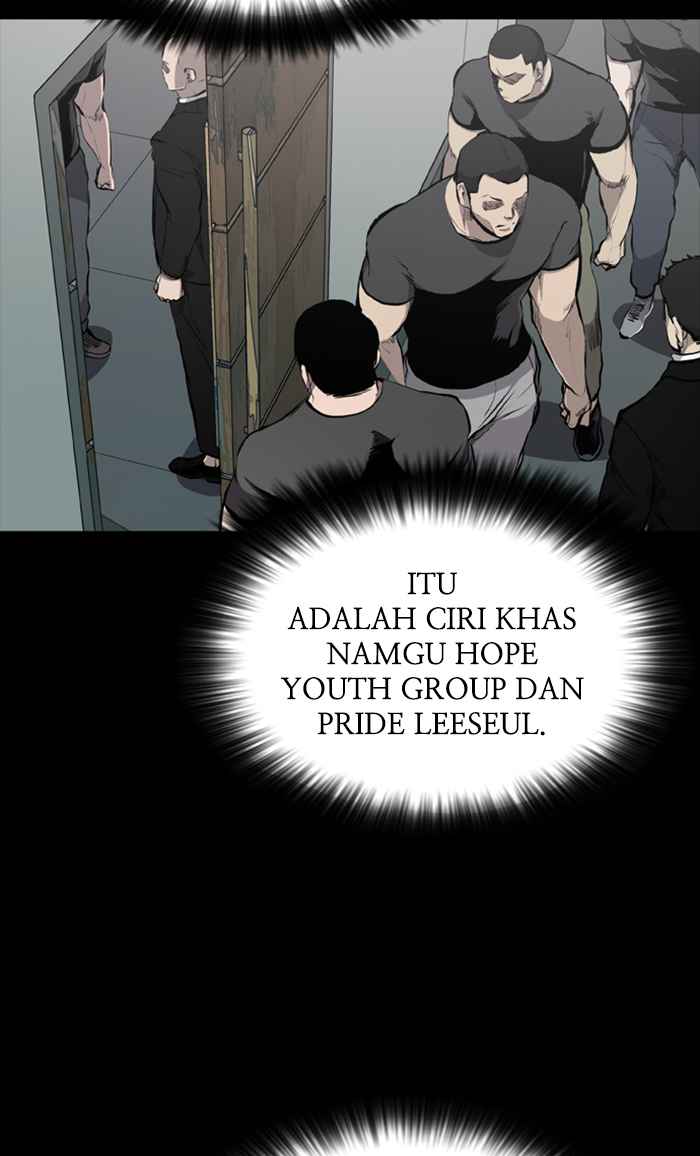 ITU
ADALAH CIRI KHAS
NAMGU HOPE
YOUTH GROUP DAN
PRIDE LEESEUL.